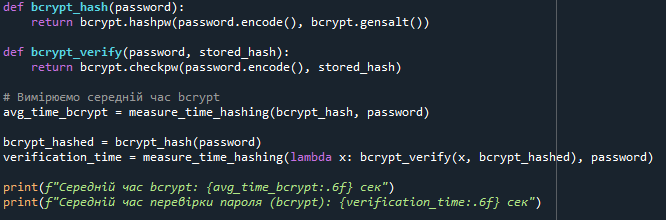 def bcrypt_hash(password):
    return bcrypt.hashpw(password.encode(), bcrypt.gensalt())

def bcrypt_verify(password, stored_hash):
    return bcrypt.checkpw(password.encode(), stored_hash)

# Вимірюємо середній час bcrypt
avg_time_bcrypt = measure_time_hashing(bcrypt_hash, password)

bcrypt_hashed = bcrypt_hash(password)
verification_time = measure_time_hashing(lambda x: bcrypt_verify(x, bcrypt_hashed), password)

print(f"Середній час bcrypt: {avg_time_bcrypt:.6f} сек")
print(f"Середній час перевірки пароля (bcrypt): {verification_time:.6f} сек")